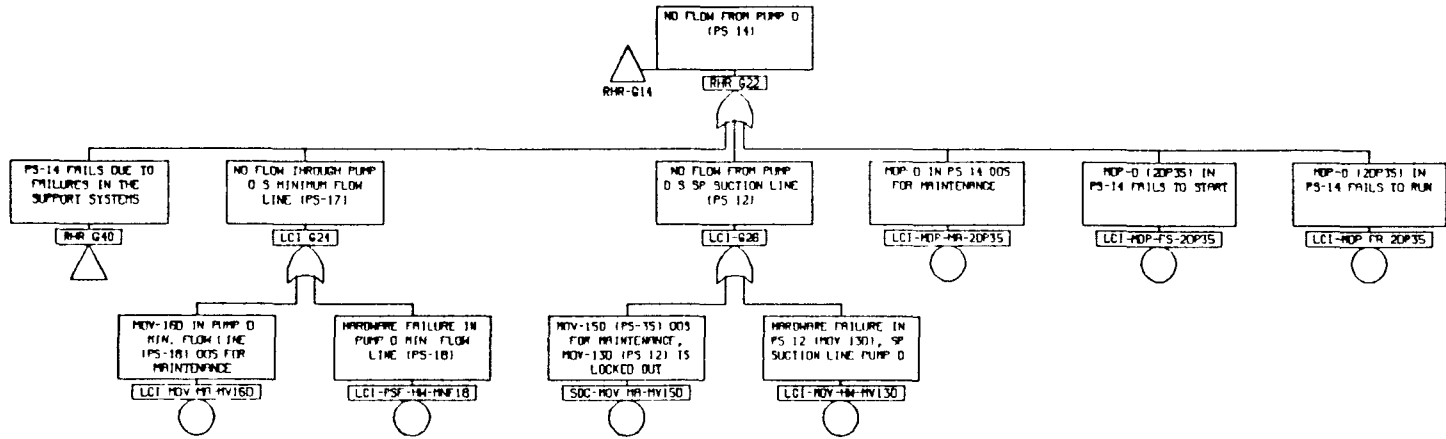 NO FLOW FROM PUMP D
(PS 14)
RHR-G14
RHR G22
PS-14 FAILS DUE TO
FAILURES IN THE
SUPPORT SYSTEMS
RHR G40
NO FLOW THROUGH PUMP
D S MINIMUM FLOW
LINE (PS-17)
LCI G24
NO FLOW FROM PUMP
D S SP SUCTION LINE
(PS 12)
LCI-G26
MDP D IN PS 14 OOS
FOR MAINTENANCE
LCI-MDP-MA-2DP35
MDP-D (2DP35) IN
PS-14 FAILS TO START
LCI-MDP-FS-2DP35
MDP-D (2DP35) IN
PS-14 FAILS TO RUN
LCI-MDP FR 2DP35
MOV-16D IN PUMP D
MIN. FLOW LINE
(PS-18) OOS FOR
MAINTENANCE
LCI MOV MA-MV16D
HARDWARE FAILURE IN
PUMP D MIN FLOW
LINE (PS-18)
LCI-PSF-HW-MNF18
MOV-15D (PS-35) OOS
FOR MAINTENANCE,
MOV-13D (PS 12) IS
LOCKED OUT
SDC-MOV MA-MV15D
HARDWARE FAILURE IN
PS 12 (MOV 13D), SP
SUCTION LINE PUMP D
LCI-MOV-HW-MV13D